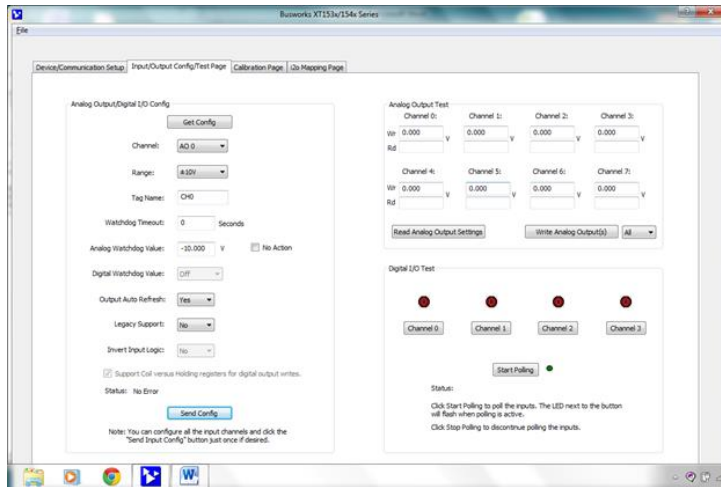 Busworks XT153x/154x Series
File
Device/Communication Setup
Input/Output Config/Test Page
Calibration Page
i2o Mapping Page
Analog Output/Digital I/O Config
Get Config
Channel: AO 0
Range: ±10V
Tag Name: CH0
Watchdog Timeout: 0 Seconds
Analog Watchdog Value: -10.000 V No Action
Digital Watchdog Value: Off
Output Auto Refresh: Yes
Legacy Support: No
Invert Input Logic: No
Support Coil versus Holding registers for digital output writes.
Status: No Error
Send Config
Note: You can configure all the input channels and click the
"Send Input Config" button just once if desired.
Analog Output Test
Channel 0: Channel 1: Channel 2: Channel 3:
Wr 0.000 V 0.000 V 0.000 V 0.000 V
Rd
Channel 4: Channel 5: Channel 6: Channel 7:
Wr 0.000 V 0.000 V 0.000 V 0.000 V
Rd
Read Analog Output Settings
Write Analog Output(s) All
Digital I/O Test
Channel 0 Channel 1 Channel 2 Channel 3
Start Polling
Status:
Click Start Polling to poll the inputs. The LED next to the button
will flash when polling is active.
Click Stop Polling to discontinue polling the inputs.